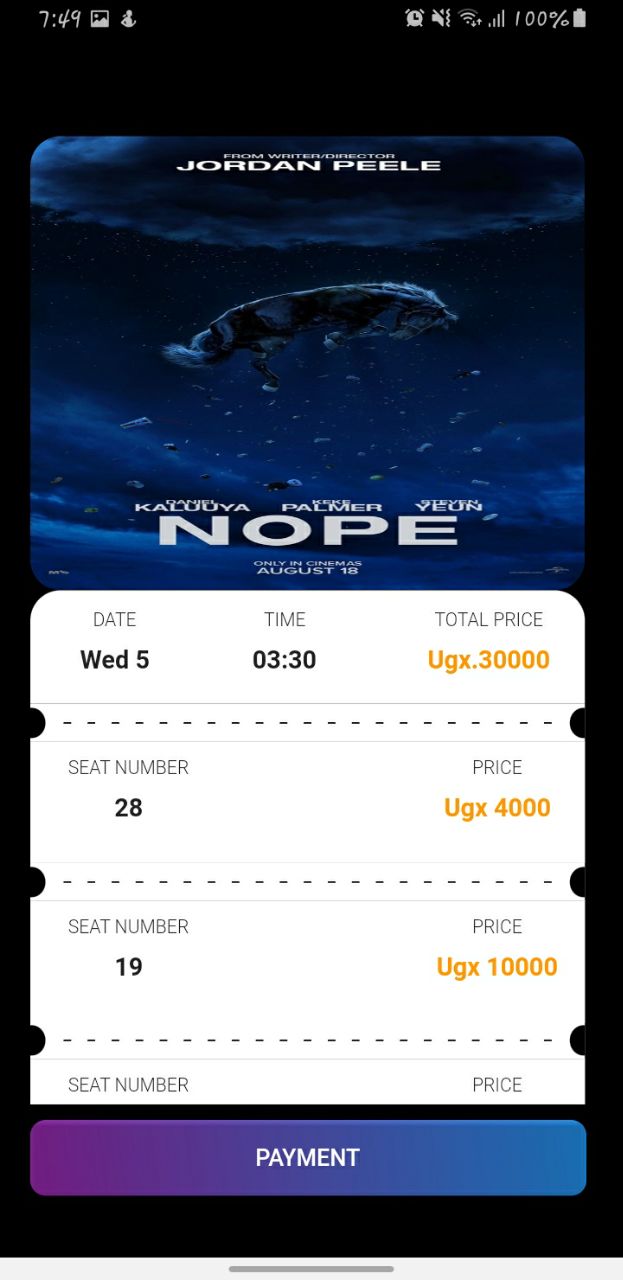 7:49
100%
FROM WRITER/DIRECTOR
JORDAN PEELE
DANIEL KEKE STEVEN
KALUUYA PALMER YEUN
NOPE
ONLY IN CINEMAS
AUGUST 18
DATE TIME TOTAL PRICE
Wed 5 03:30 Ugx.30000
SEAT NUMBER PRICE
28 Ugx 4000
SEAT NUMBER PRICE
19 Ugx 10000
SEAT NUMBER PRICE
PAYMENT